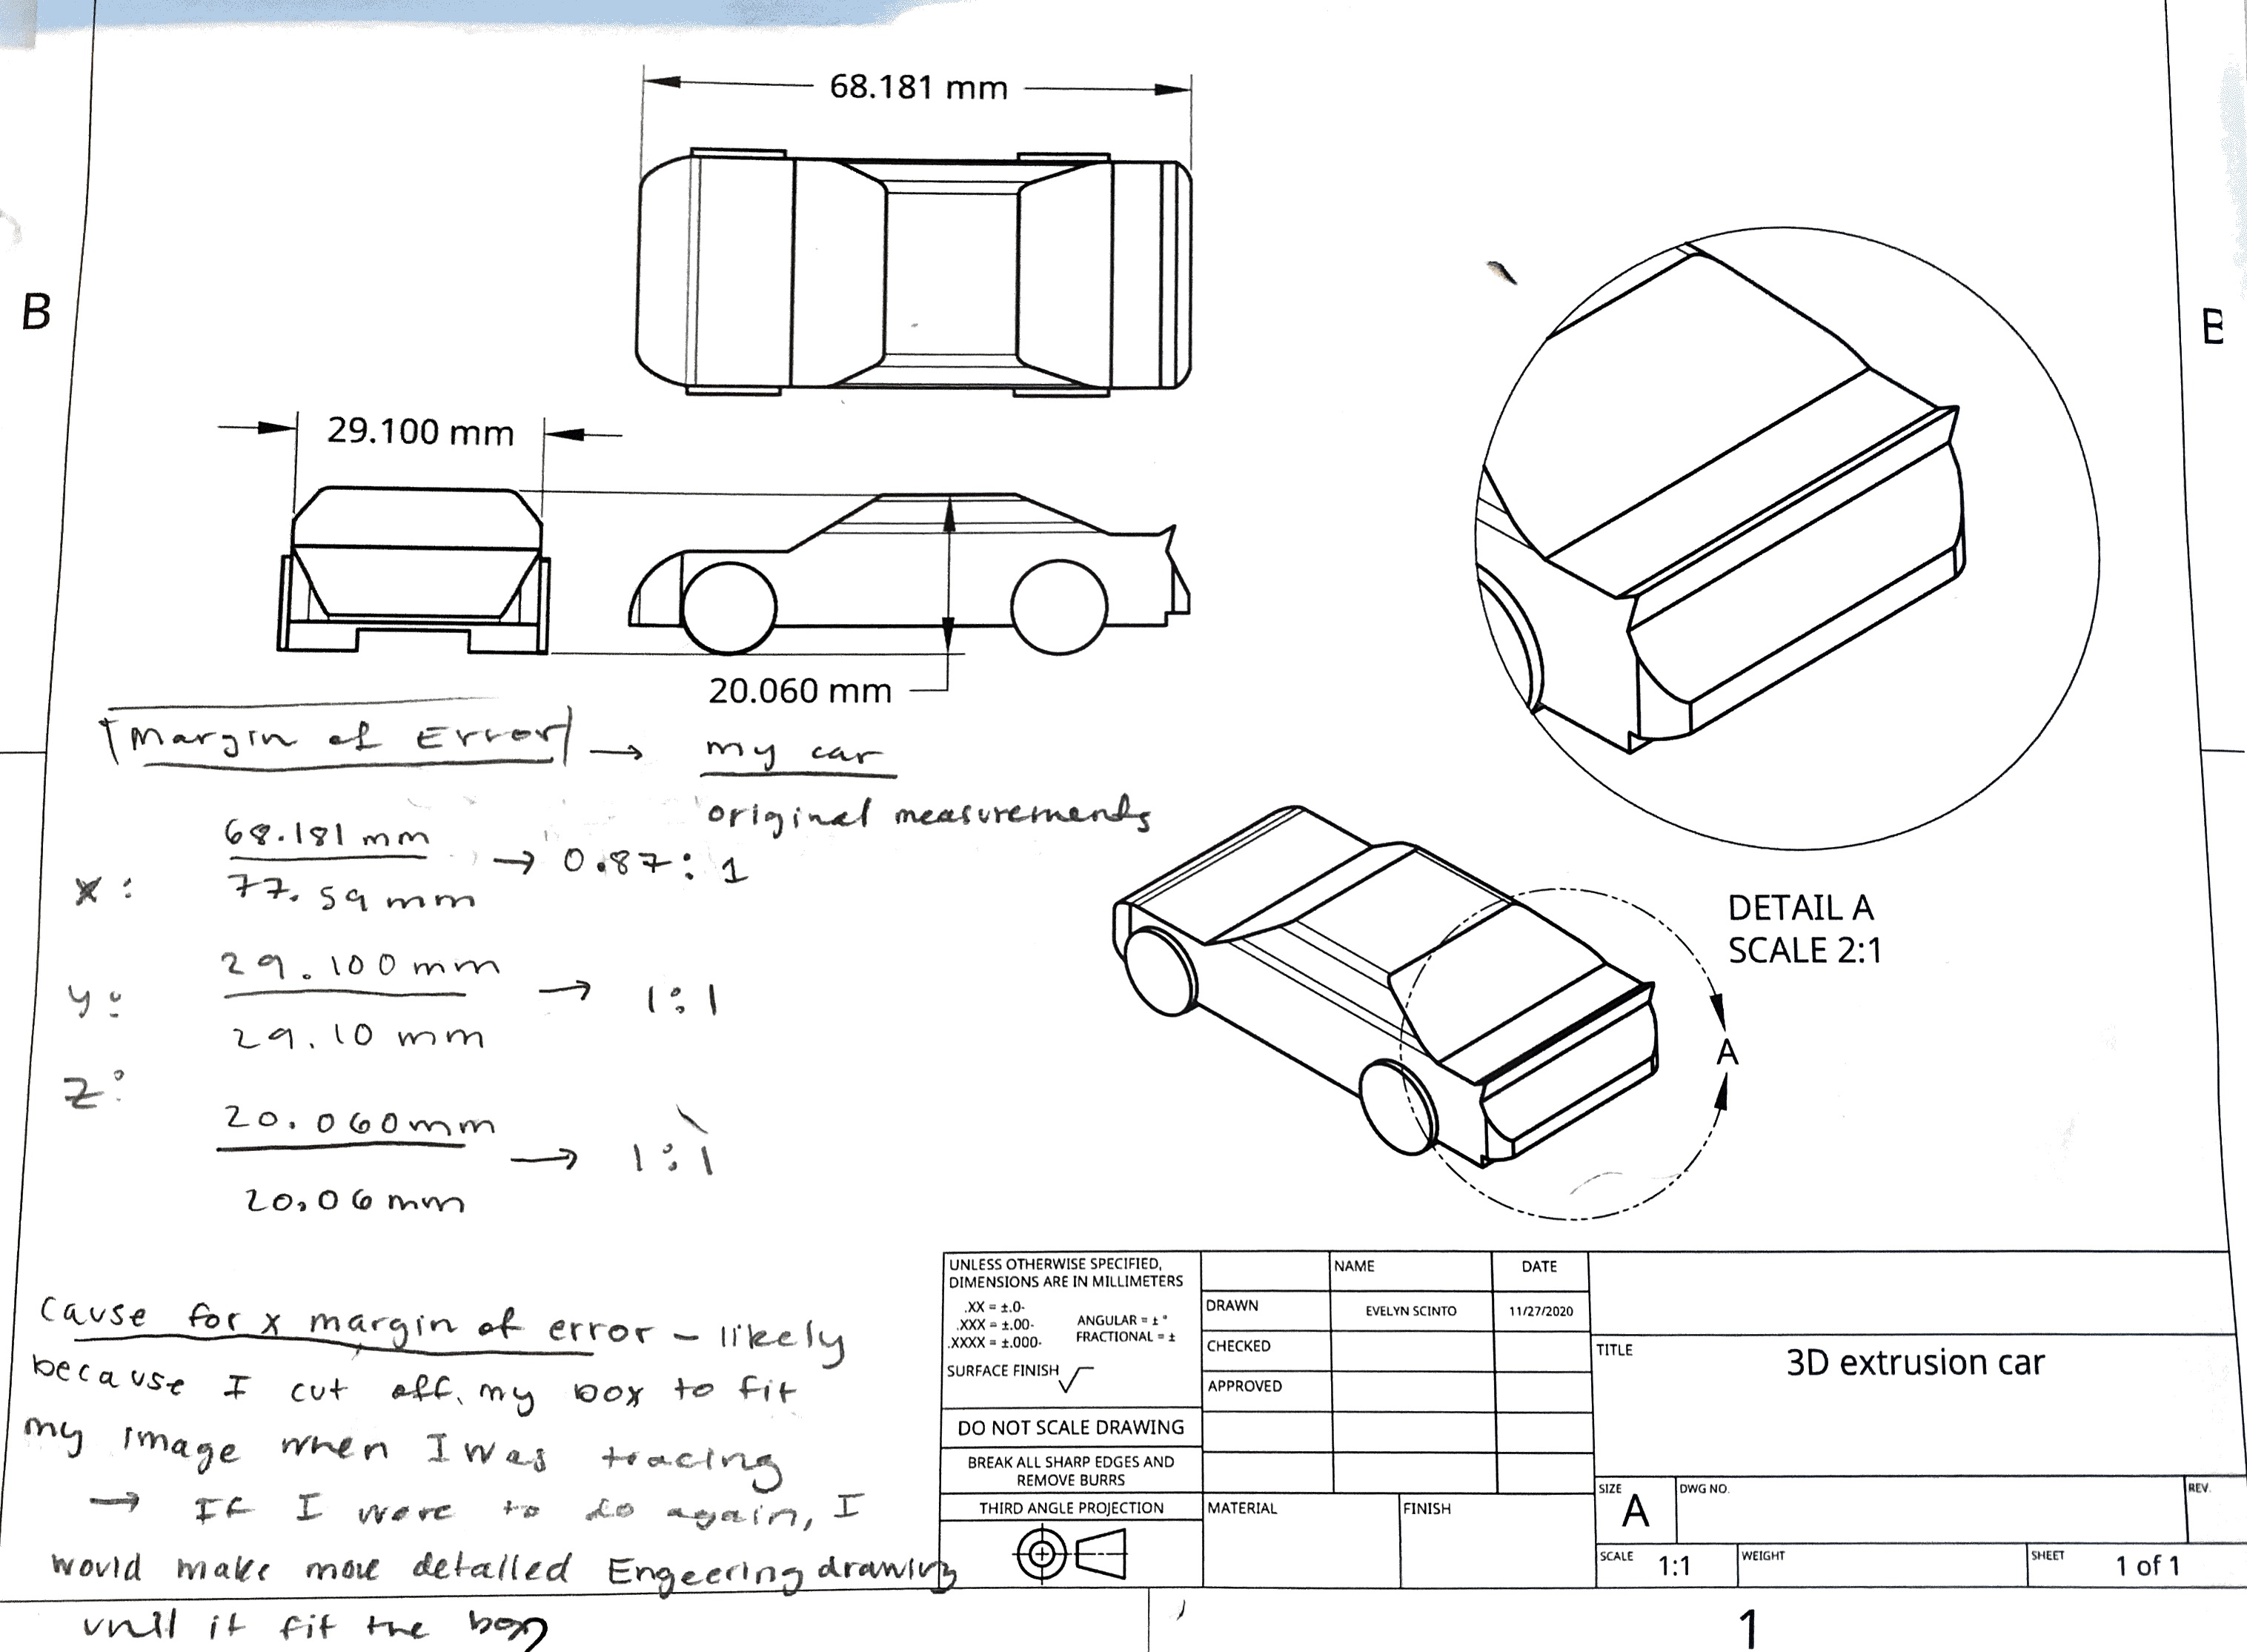 68.181 mm
B
B
29.100 mm
20.060 mm
Margin of Error → my car
original measurements
x: 68.181 mm
77.59 mm → 0.87 : 1
y: 29.100 mm
29.10 mm → 1:1
z: 20.060 mm
20.06 mm → 1:1
DETAIL A
SCALE 2:1
A
cause for x margin of error - likely
because I cut off my box to fit
my image when I was tracing
→ If I were to do again, I
would make more detailed Engeering drawing
until it fit the box
UNLESS OTHERWISE SPECIFIED,
DIMENSIONS ARE IN MILLIMETERS
.XX = ±.0-
.XXX = ±.00-
.XXXX = ±.000-
ANGULAR = ± °
FRACTIONAL = ±
SURFACE FINISH
DO NOT SCALE DRAWING
BREAK ALL SHARP EDGES AND
REMOVE BURRS
THIRD ANGLE PROJECTION
NAME DATE
DRAWN EVELYN SCINTO 11/27/2020
CHECKED
APPROVED
MATERIAL FINISH
TITLE
3D extrusion car
SIZE A DWG NO. REV.
SCALE 1:1 WEIGHT SHEET 1 of 1
1